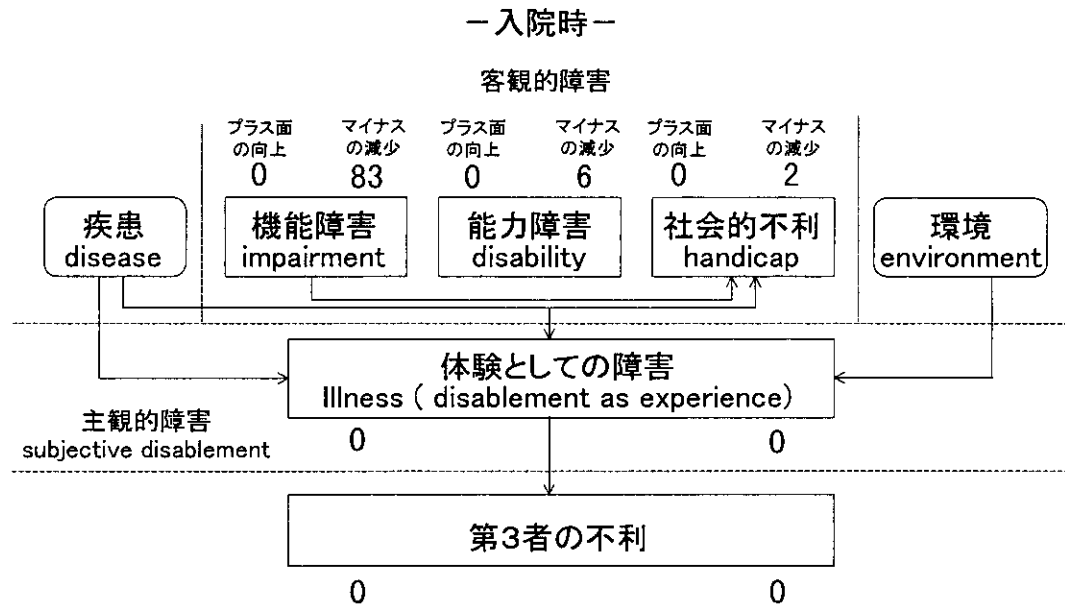 －入院時－
客観的障害
プラス面
の向上
0
マイナス
の減少
83
プラス面
の向上
0
マイナス
の減少
6
プラス面
の向上
0
マイナス
の減少
2
疾患
disease
機能障害
impairment
能力障害
disability
社会的不利
handicap
環境
environment
体験としての障害
Illness ( disablement as experience)
主観的障害
subjective disablement
0
0
第3者の不利
0
0